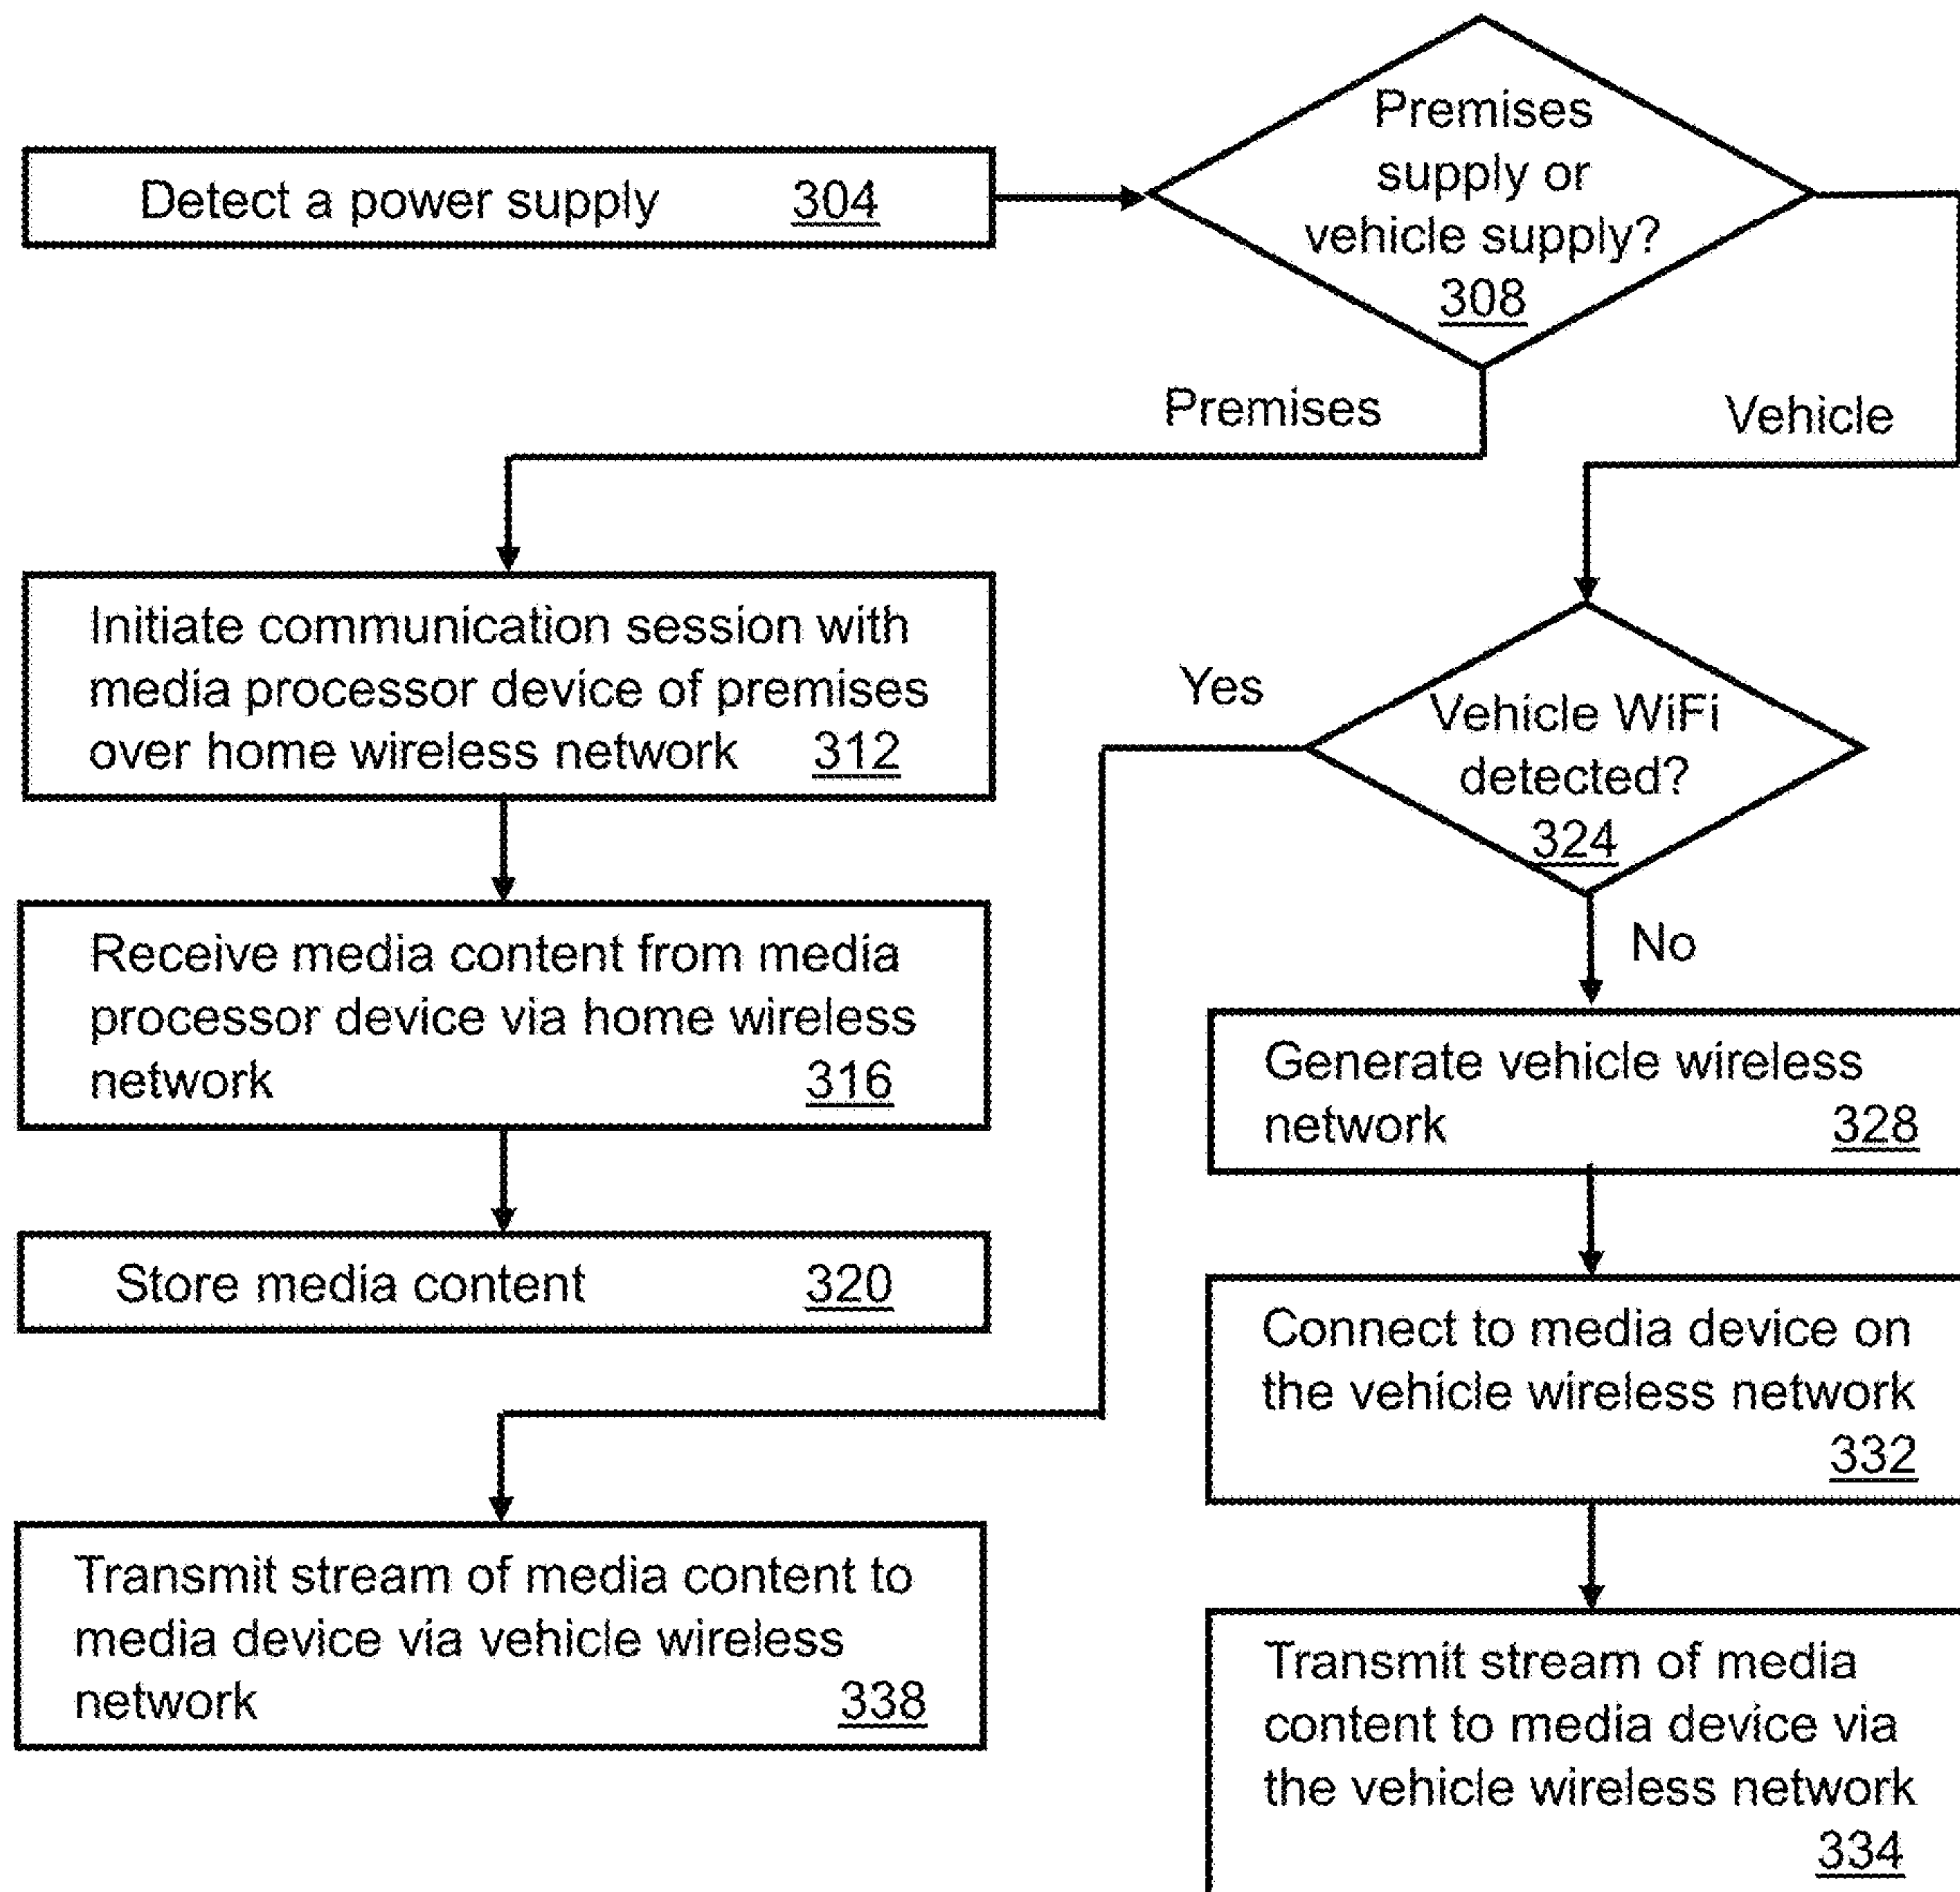 Detect a power supply 304
Premises
supply or
vehicle supply?
308
Premises
Vehicle
Initiate communication session with
media processor device of premises
over home wireless network 312
Receive media content from media
processor device via home wireless
network 316
Store media content 320
Yes
Vehicle WiFi
detected?
324
No
Generate vehicle wireless
network 328
Connect to media device on
the vehicle wireless network
332
Transmit stream of media content to
media device via vehicle wireless
network 338
Transmit stream of media
content to media device via
the vehicle wireless network
334